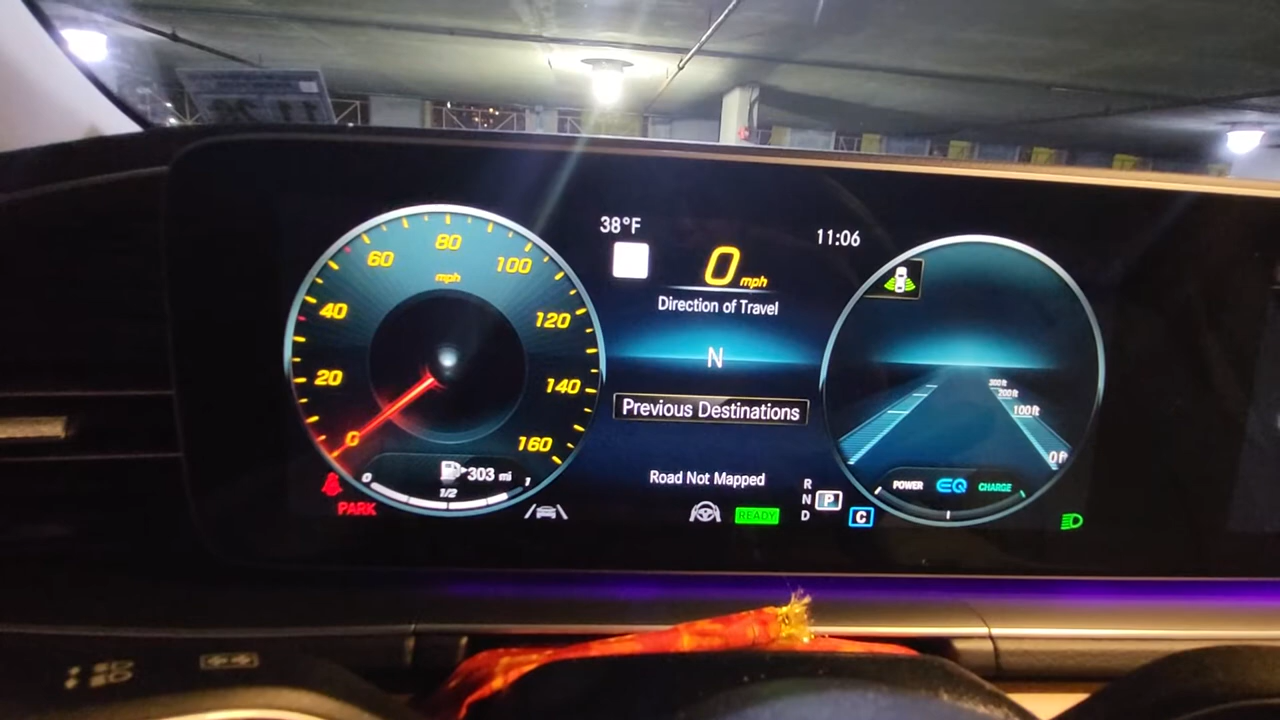 38°F
0 mph
11:06
Direction of Travel
N
Previous Destinations
Road Not Mapped
80
60
100
mph
40
120
20
140
0
160
303 mi
0
1/2
1
PARK
READY
R
N P
D
C
300 ft
200 ft
100 ft
0 ft
POWER EQ CHARGE